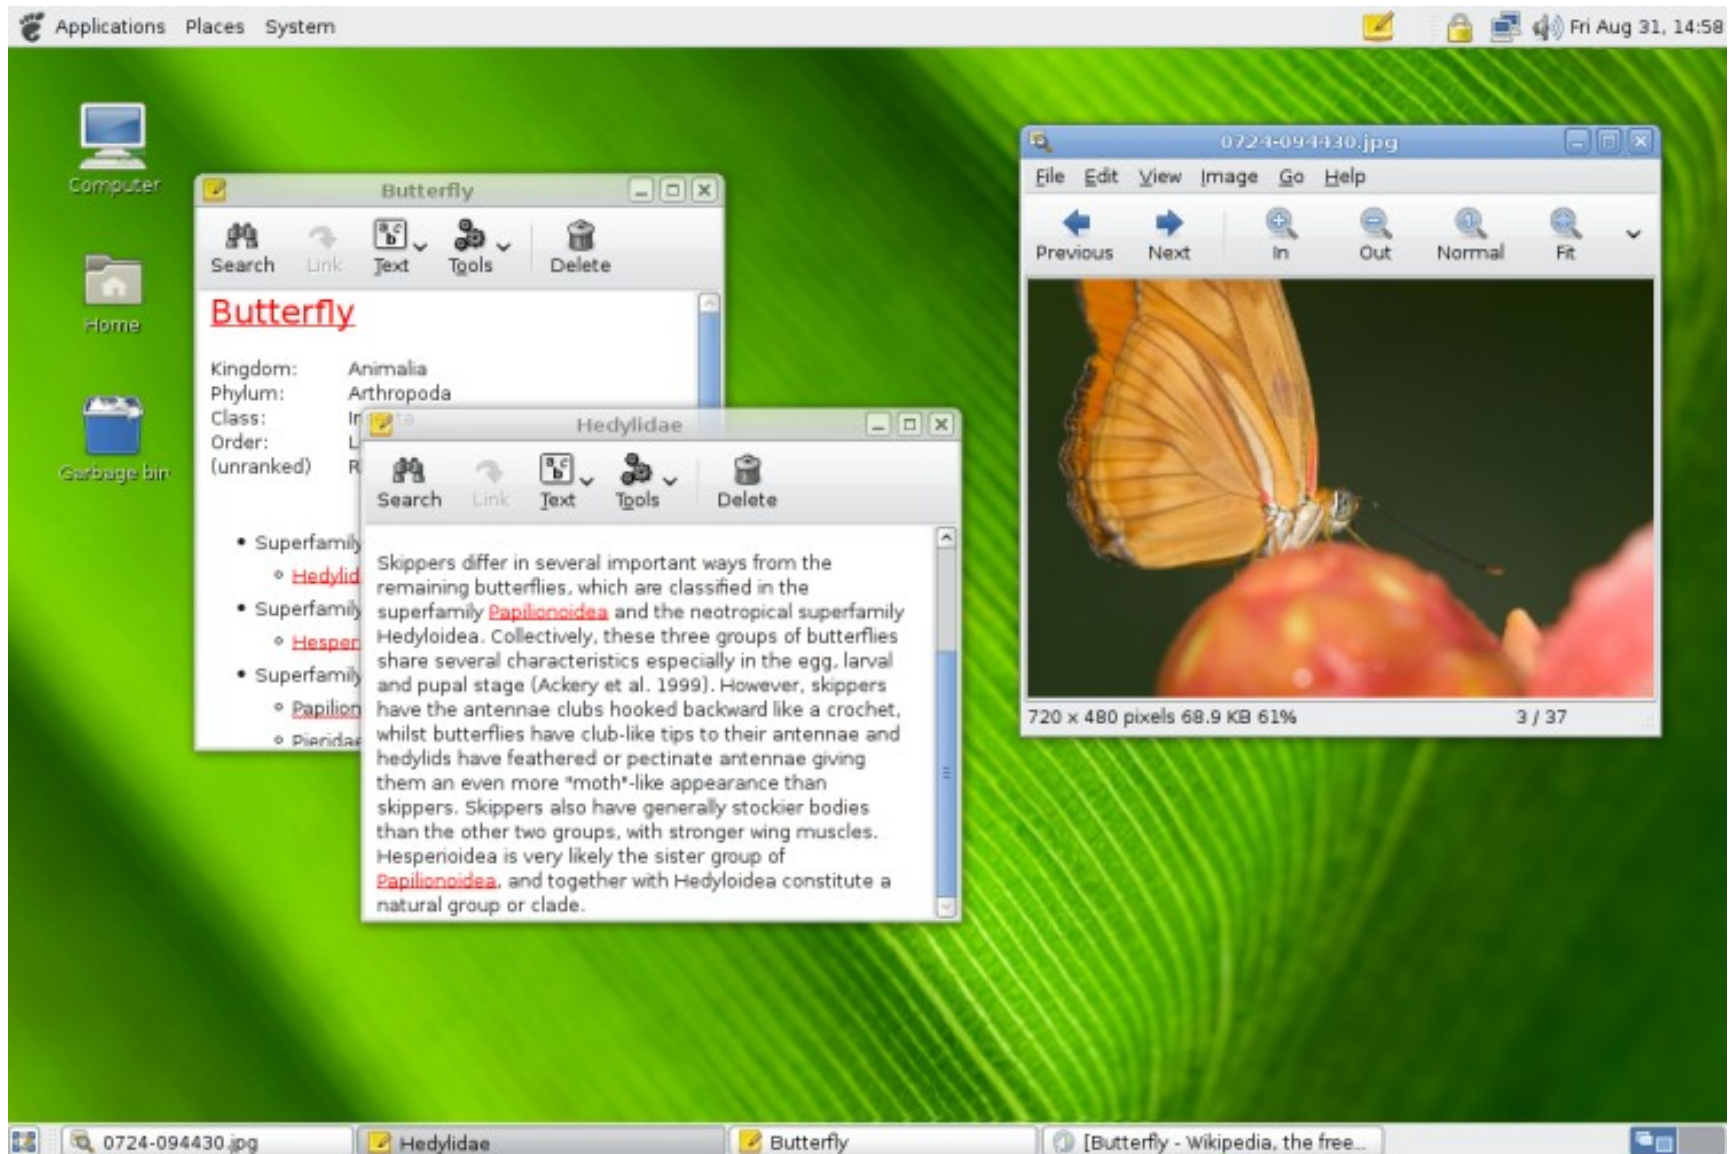 Applications Places System
Fri Aug 31, 14:58
Computer
Home
Garbage bin
Butterfly
Search Link Text Tools Delete
Butterfly
Kingdom: Animalia
Phylum: Arthropoda
Class:
Order:
(unranked)
Superfamily
Hedylid
Superfamily
Hesper
Superfamily
Papilion
Pieridae
Hedylidae
Search Link Text Tools Delete
Skippers differ in several important ways from the
remaining butterflies, which are classified in the
superfamily Papilionoidea and the neotropical superfamily
Hedyloidea. Collectively, these three groups of butterflies
share several characteristics especially in the egg, larval
and pupal stage (Ackery et al. 1999). However, skippers
have the antennae clubs hooked backward like a crochet,
whilst butterflies have club-like tips to their antennae and
hedylids have feathered or pectinate antennae giving
them an even more "moth"-like appearance than
skippers. Skippers also have generally stockier bodies
than the other two groups, with stronger wing muscles.
Hesperioidea is very likely the sister group of
Papilionoidea, and together with Hedyloidea constitute a
natural group or clade.
0724-094430.jpg
File Edit View Image Go Help
Previous Next In Out Normal Fit
720 x 480 pixels 68.9 KB 61% 3 / 37
0724-094430.jpg
Hedylidae
Butterfly
[Butterfly - Wikipedia, the free...